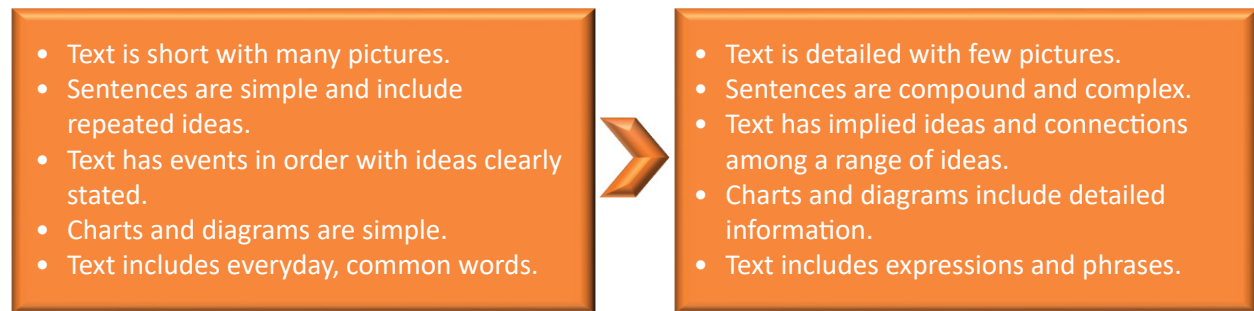 • Text is short with many pictures.
• Sentences are simple and include
repeated ideas.
• Text has events in order with ideas clearly
stated.
• Charts and diagrams are simple.
• Text includes everyday, common words.
• Text is detailed with few pictures.
• Sentences are compound and complex.
• Text has implied ideas and connections
among a range of ideas.
• Charts and diagrams include detailed
information.
• Text includes expressions and phrases.